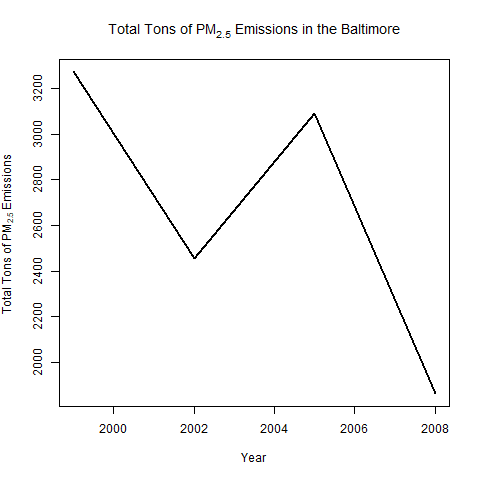 Total Tons of PM2.5 Emissions in the Baltimore
Total Tons of PM2.5 Emissions
3200
3000
2800
2600
2400
2200
2000
2000 2002 2004 2006 2008
Year